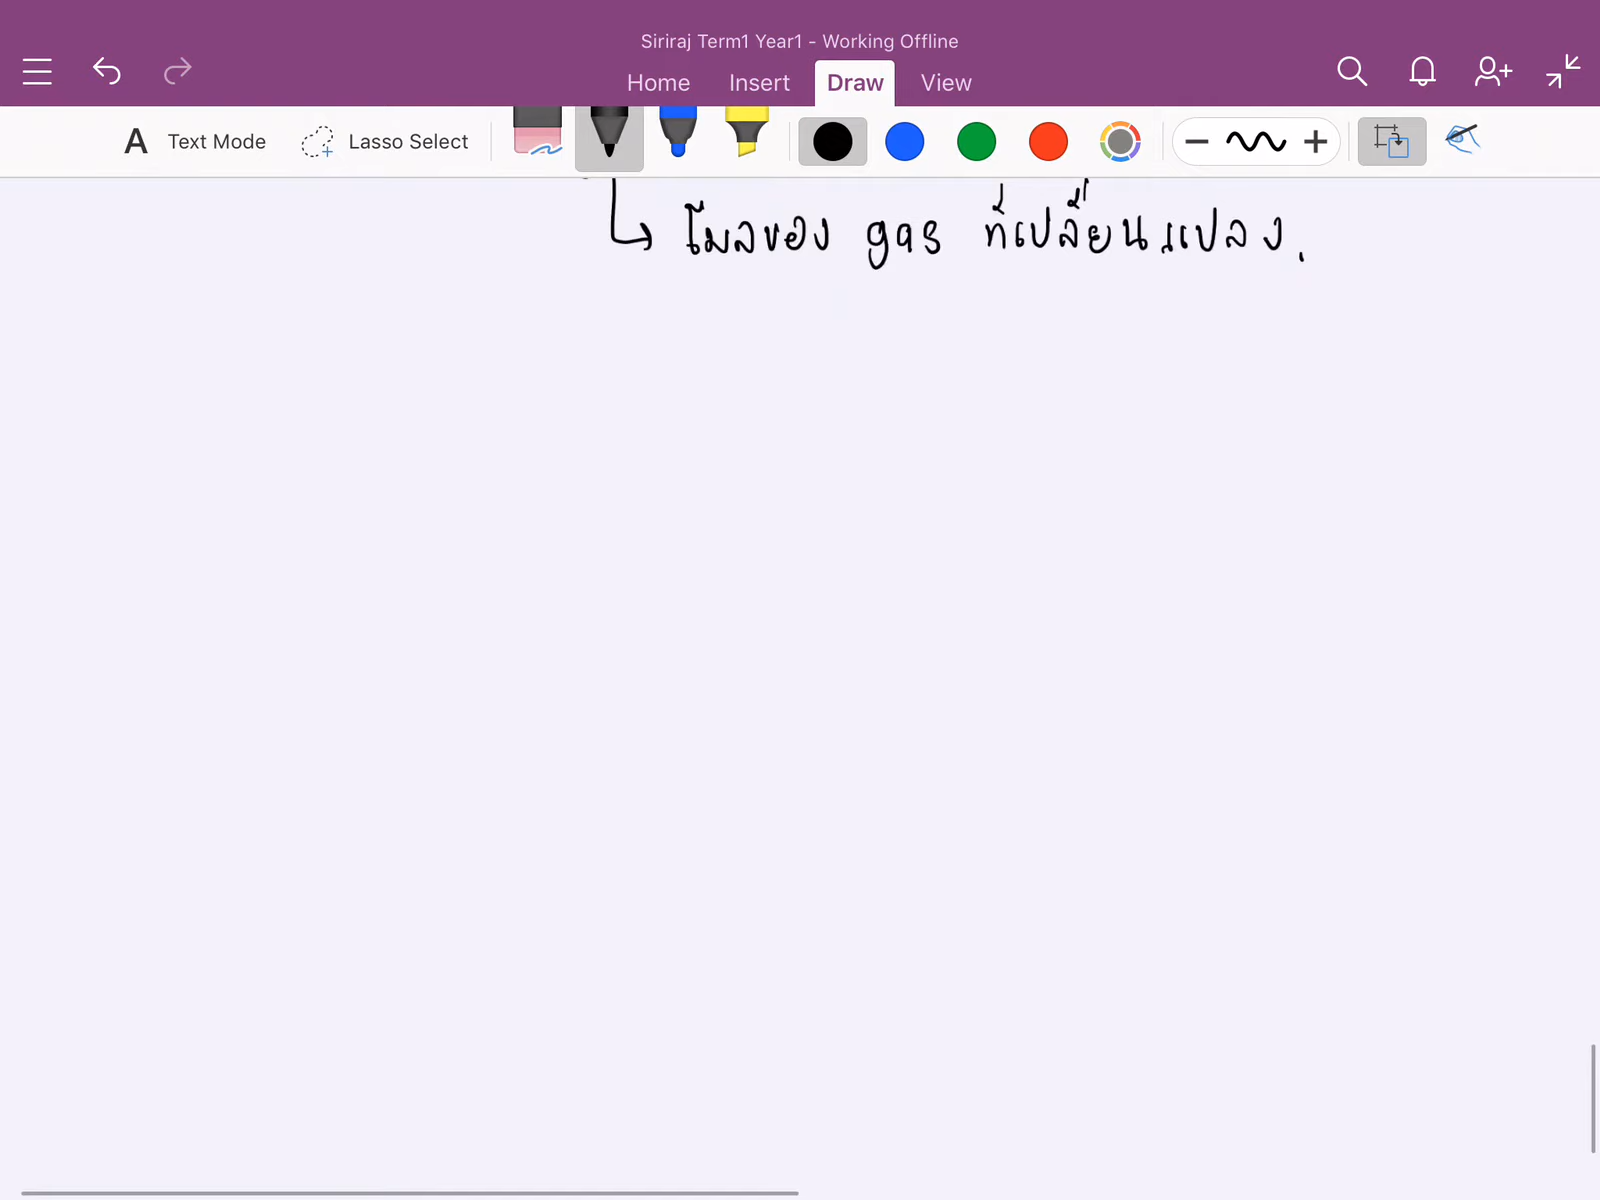 Siriraj Term1 Year1 - Working Offline
Home Insert Draw View
A Text Mode Lasso Select
โมลของ gas ที่เปลี่ยนแปลง.